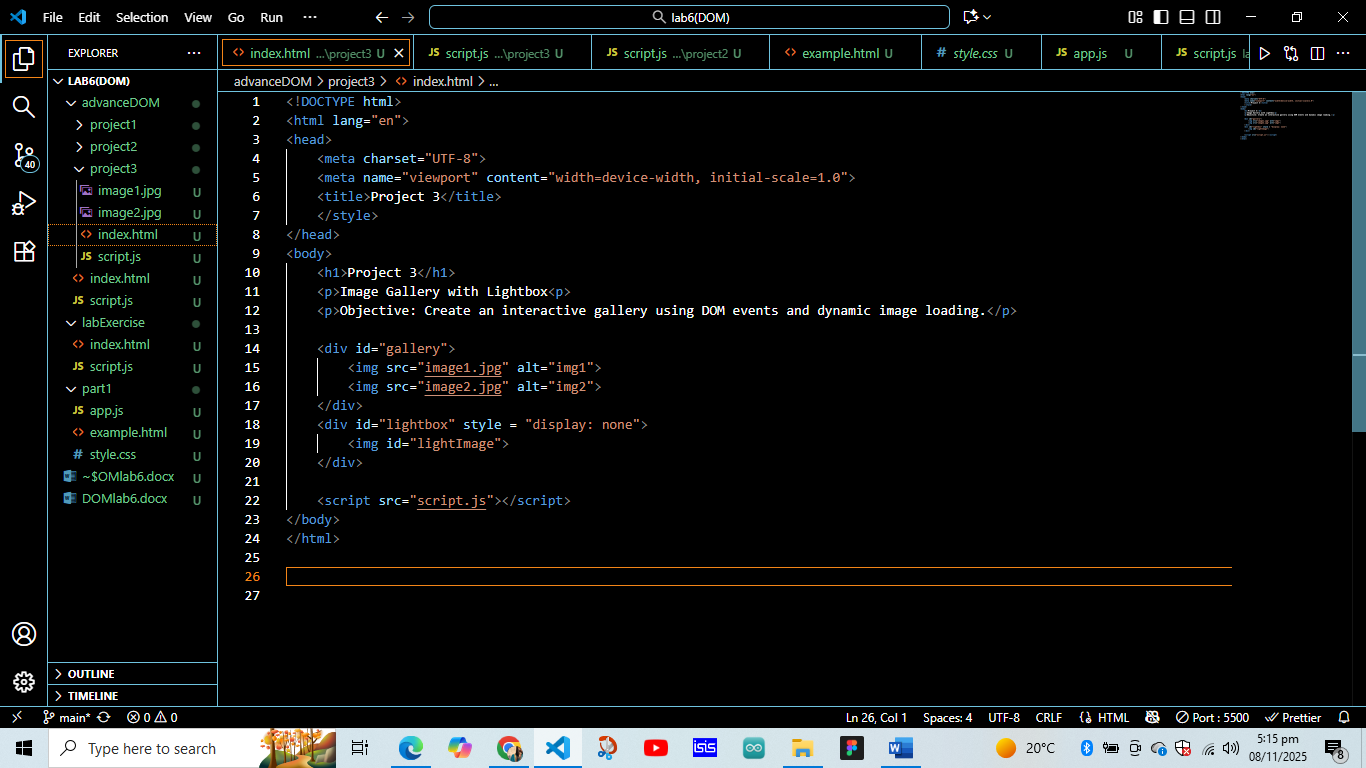 File Edit Selection View Go Run ··· lab6(DOM)
EXPLORER ···
index.html ...\project3 U
script.js ...\project3 U
script.js ...\project2 U
example.html U
style.css U
app.js U
script.js la
LAB6(DOM)
advanceDOM
project1
project2
project3
image1.jpg U
image2.jpg U
index.html U
script.js U
index.html U
script.js U
labExercise
index.html U
script.js U
part1
app.js U
example.html U
style.css U
~$OMlab6.docx U
DOMlab6.docx U
OUTLINE
TIMELINE
40
advanceDOM > project3 > index.html > ...
1 <!DOCTYPE html>
2 <html lang="en">
3 <head>
4 <meta charset="UTF-8">
5 <meta name="viewport" content="width=device-width, initial-scale=1.0">
6 <title>Project 3</title>
7 </style>
8 </head>
9 <body>
10 <h1>Project 3</h1>
11 <p>Image Gallery with Lightbox<p>
12 <p>Objective: Create an interactive gallery using DOM events and dynamic image loading.</p>
13
14 <div id="gallery">
15 <img src="image1.jpg" alt="img1">
16 <img src="image2.jpg" alt="img2">
17 </div>
18 <div id="lightbox" style = "display: none">
19 <img id="lightImage">
20 </div>
21
22 <script src="script.js"></script>
23 </body>
24 </html>
25
26
27
main* 0 0 Ln 26, Col 1 Spaces: 4 UTF-8 CRLF HTML Port : 5500 Prettier
Type here to search
isis
20°C
5:15 pm
08/11/2025
8